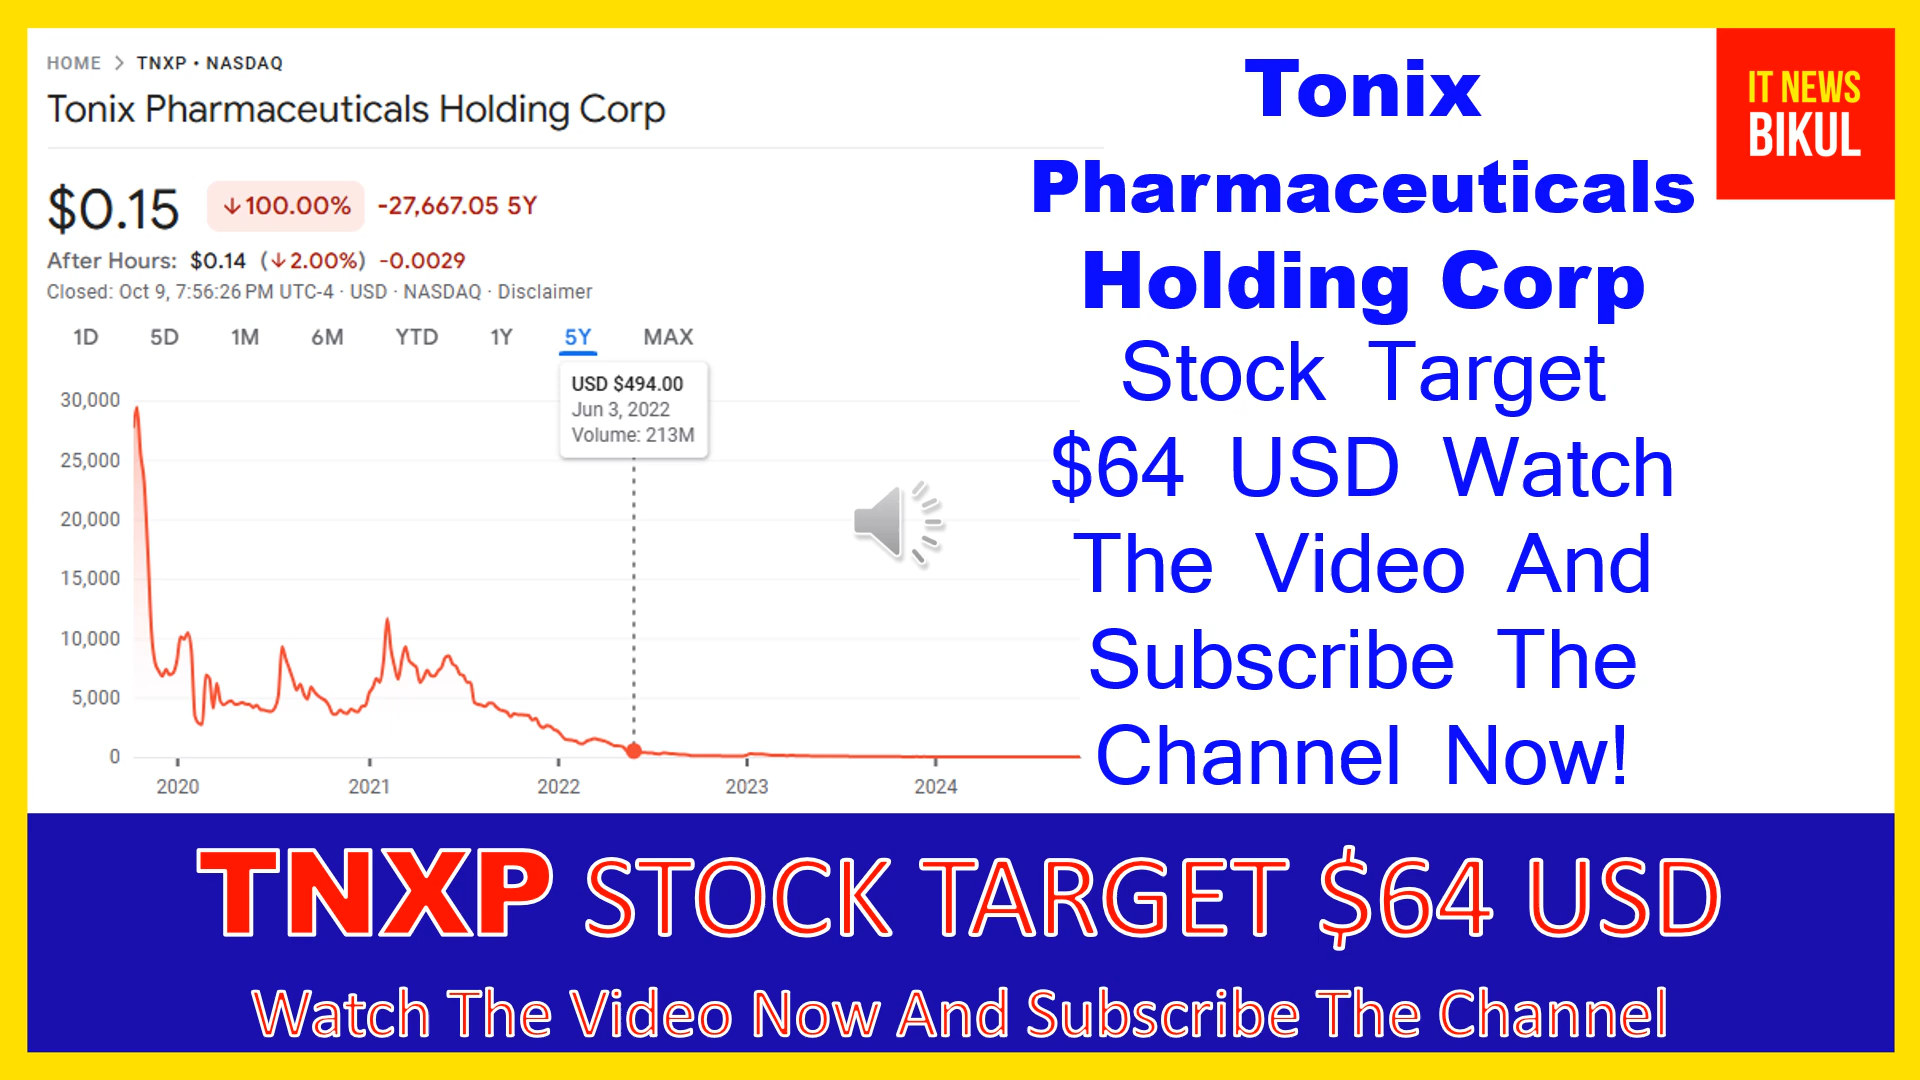 HOME > TNXP • NASDAQ
Tonix Pharmaceuticals Holding Corp
$0.15 ↓100.00% -27,667.05 5Y
After Hours: $0.14 (↓2.00%) -0.0029
Closed: Oct 9, 7:56:26 PM UTC-4 · USD · NASDAQ · Disclaimer
1D 5D 1M 6M YTD 1Y 5Y MAX
USD $494.00
Jun 3, 2022
Volume: 213M
30,000
25,000
20,000
15,000
10,000
5,000
0
2020 2021 2022 2023 2024
Tonix
Pharmaceuticals
Holding Corp
Stock Target
$64 USD Watch
The Video And
Subscribe The
Channel Now!
IT NEWS
BIKUL
TNXP STOCK TARGET $64 USD
Watch The Video Now And Subscribe The Channel